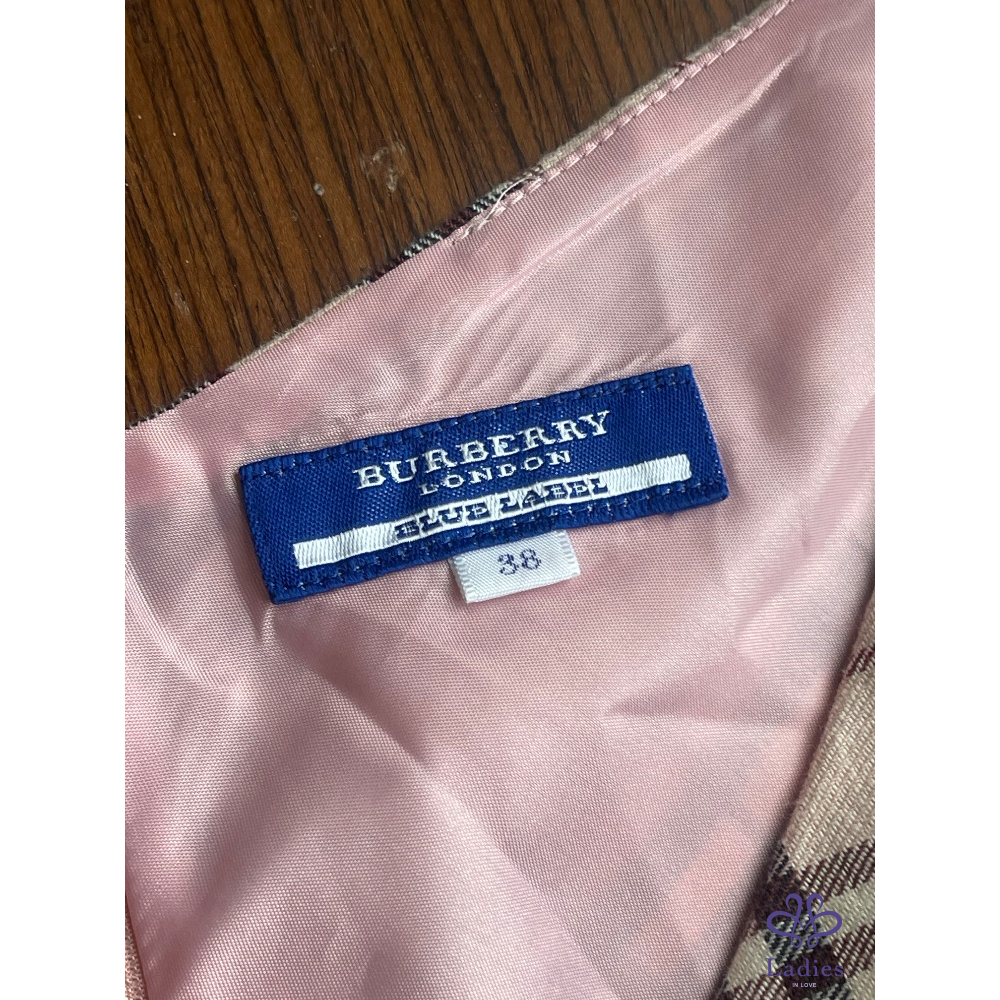 BURBERRY
LONDON
BLUE LABEL
38
Ladies
IN LOVE